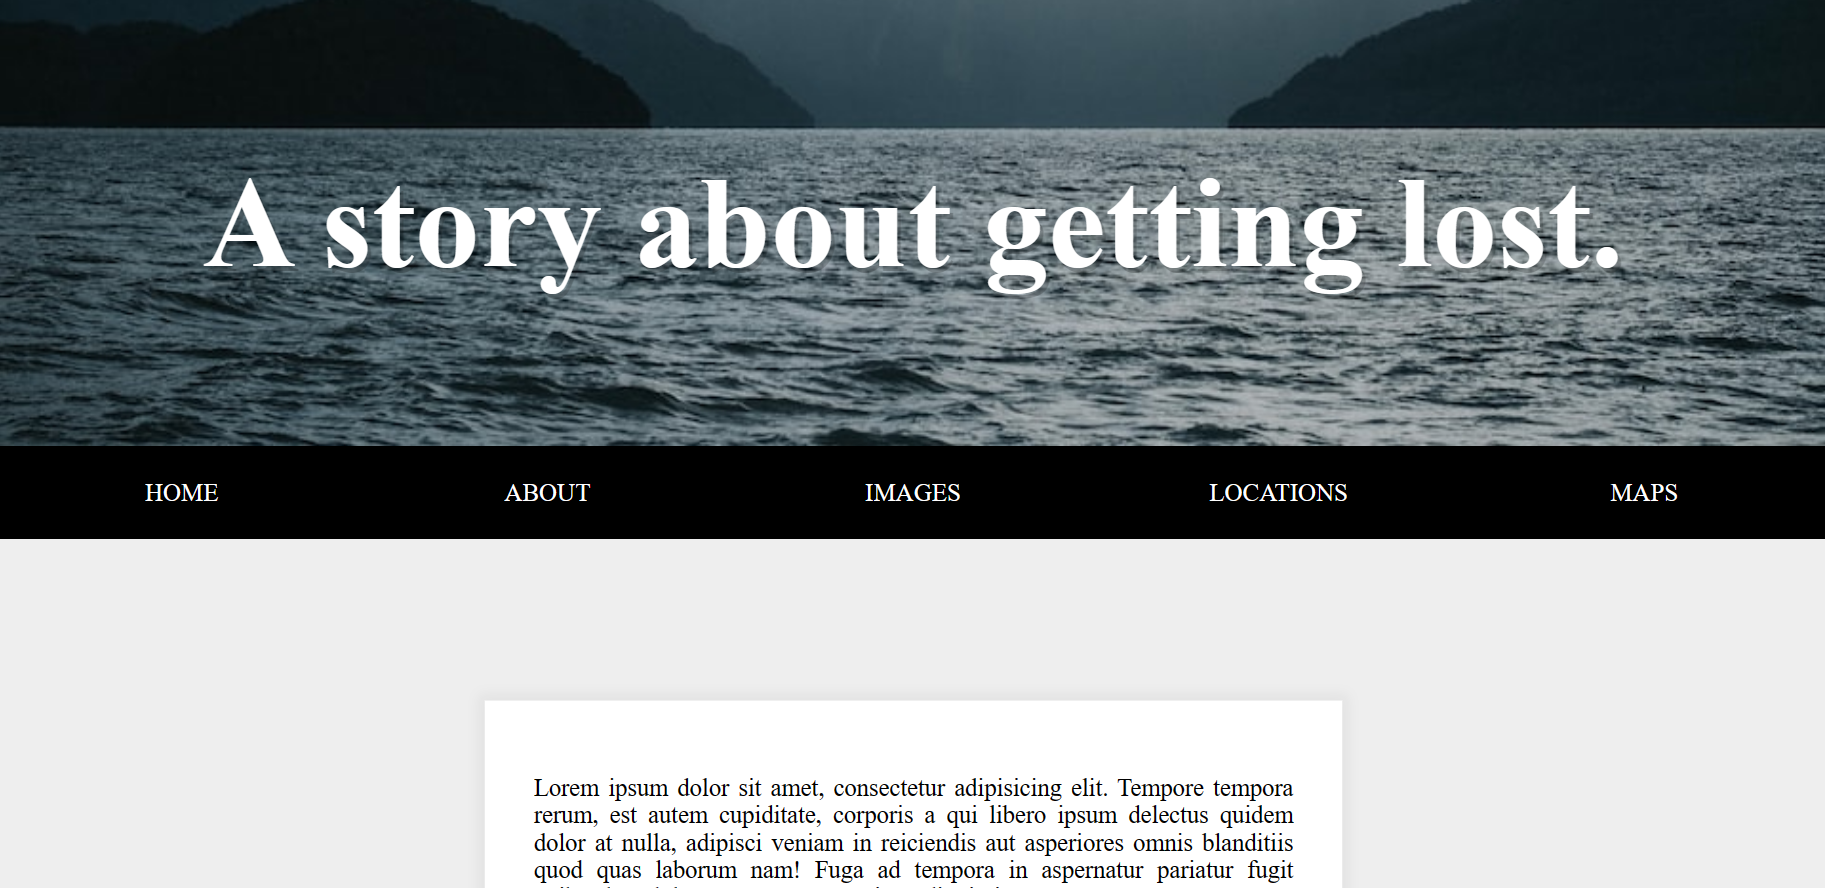 A story about getting lost.
HOME ABOUT IMAGES LOCATIONS MAPS
Lorem ipsum dolor sit amet, consectetur adipisicing elit. Tempore tempora
rerum, est autem cupiditate, corporis a qui libero ipsum delectus quidem
dolor at nulla, adipisci veniam in reiciendis aut asperiores omnis blanditiis
quod quas laborum nam! Fuga ad tempora in aspernatur pariatur fugit